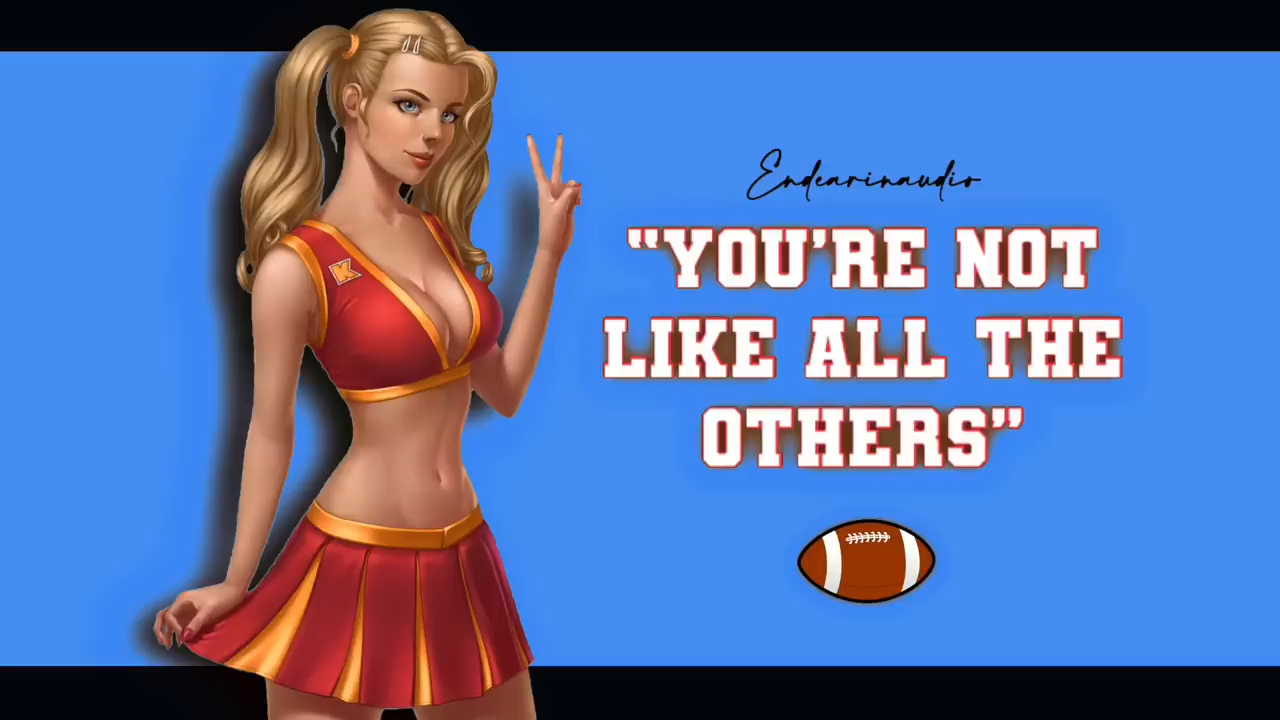 K
Endearinaudio
“YOU’RE NOT
LIKE ALL THE
OTHERS”